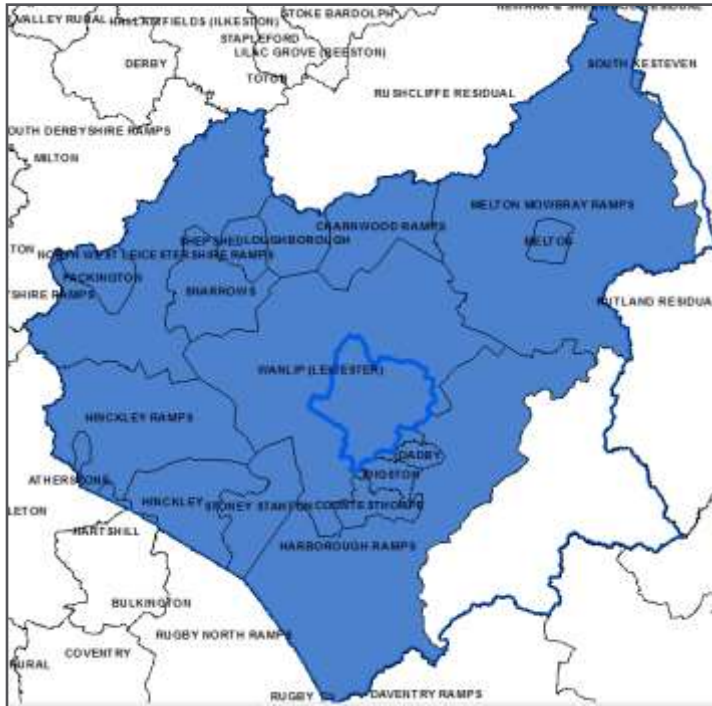 VALLEY RURAL
HALLAM FIELDS (ILKESTON)
STOKE BARDOLPH
STAPLEFORD
LILAC GROVE (BEESTON)
DERBY
TOTON
SOUTH KESTEVEN
RUSHCLIFFE RESIDUAL
OUTH DERBYSHIRE RAMPS
MILTON
MELTON MOWBRAY RAMPS
CHARNWOOD RAMPS
SHEPSHED
LOUGHBOROUGH
MELTON
TON
NORTH WEST LEICESTERSHIRE RAMPS
PACKINGTON
SNARROWS
SHIRE RAMPS
RUTLAND RESIDUA
WANLIP (LEICESTER)
HINCKLEY RAMPS
OADBY
WIGSTON
ATHERSTONE
HINCKLEY
STONEY STANTON
COUNTESTHORPE
LETON
HARTSHILL
HARBOROUGH RAMPS
BULKINGTON
RUGBY NORTH RAMPS
COVENTRY
RURAL
RUGBY
DAVENTRY RAMPS